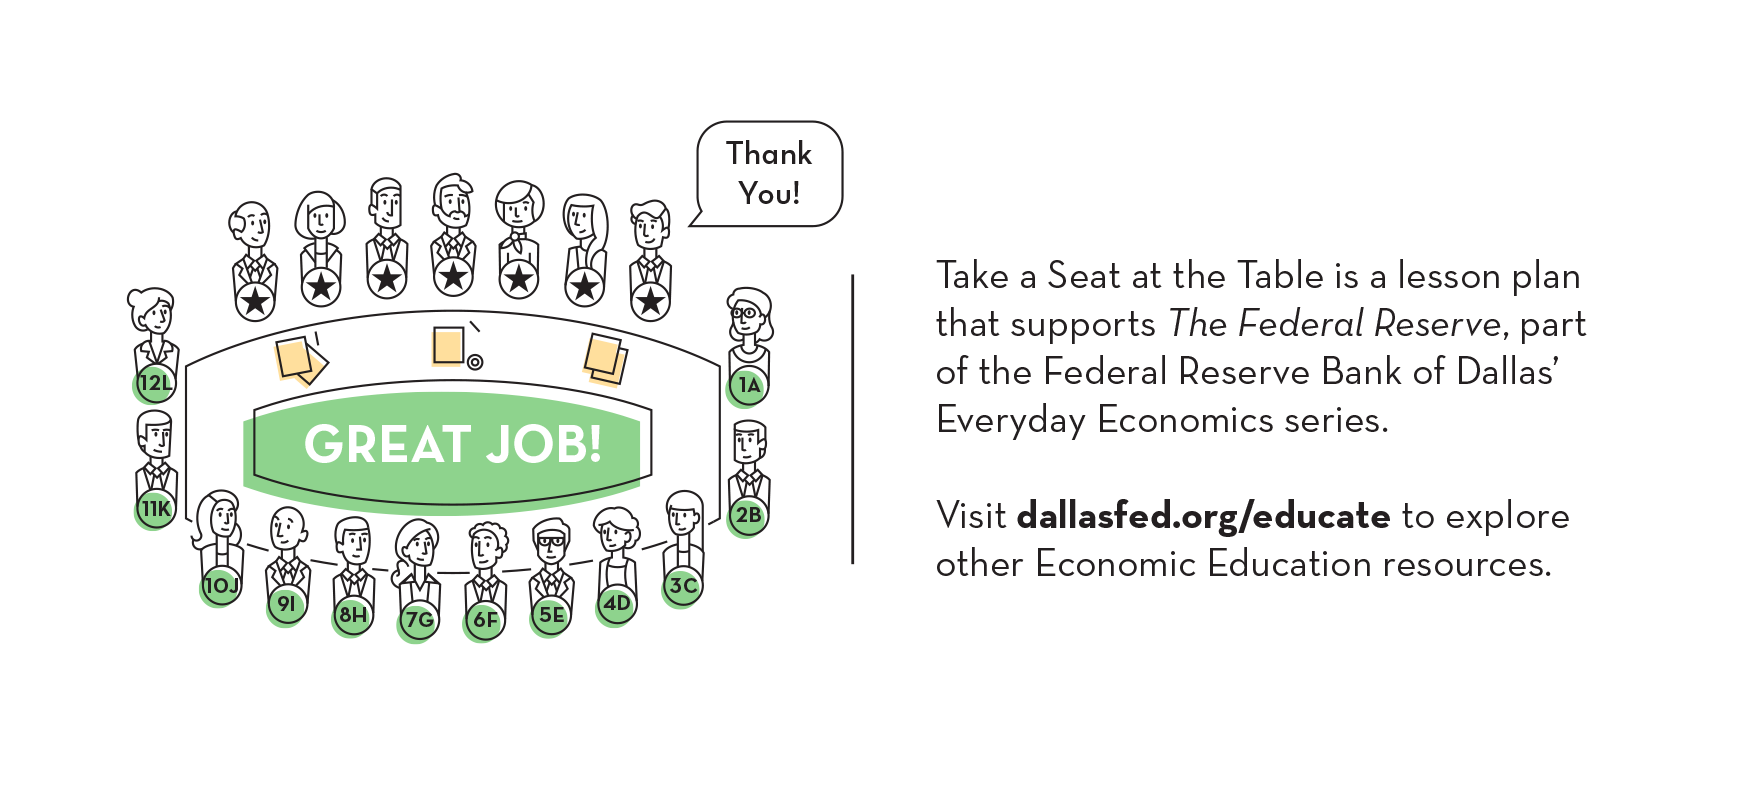 Thank
You!
12L
1A
GREAT JOB!
11K
2B
10J
9I
8H
7G
6F
5E
4D
3C
Take a Seat at the Table is a lesson plan
that supports The Federal Reserve, part
of the Federal Reserve Bank of Dallas’
Everyday Economics series.
Visit dallasfed.org/educate to explore
other Economic Education resources.